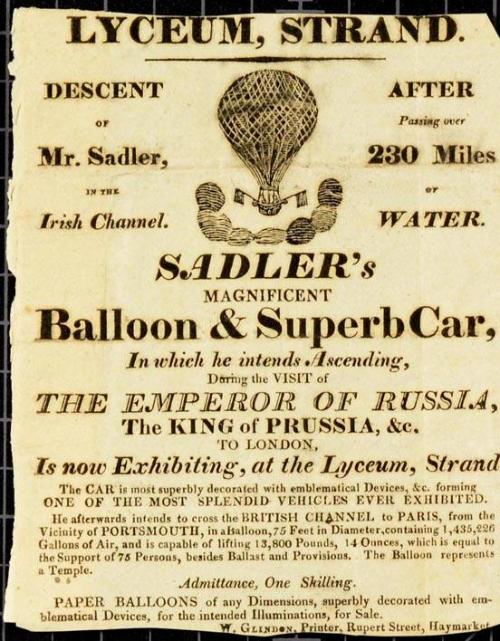 LYCEUM, STRAND.
DESCENT
OF
Mr. Sadler,
IN THE
Irish Channel.
AFTER
Passing over
230 Miles
OF
WATER.
SADLER's
MAGNIFICENT
Balloon & Superb Car,
In which he intends Ascending,
During the VISIT of
THE EMPEROR OF RUSSIA,
The KING of PRUSSIA, &c.
TO LONDON,
Is now Exhibiting, at the Lyceum, Strand
The CAR is most superbly decorated with emblematical Devices, &c. forming
ONE OF THE MOST SPLENDID VEHICLES EVER EXHIBITED.
He afterwards intends to cross the BRITISH CHANNEL to PARIS, from the
Vicinity of PORTSMOUTH, in a Balloon, 75 Feet in Diameter, containing 1,435,226
Gallons of Air, and is capable of lifting 13,800 Pounds, 14 Ounces, which is equal to
the Support of 75 Persons, besides Ballast and Provisions. The Balloon represents
a Temple.
Admittance, One Skilling.
PAPER BALLOONS of any Dimensions, superbly decorated with em-
blematical Devices, for the intended Illuminations, for Sale.
W. GLINDON, Printer, Rupert Street, Haymarket